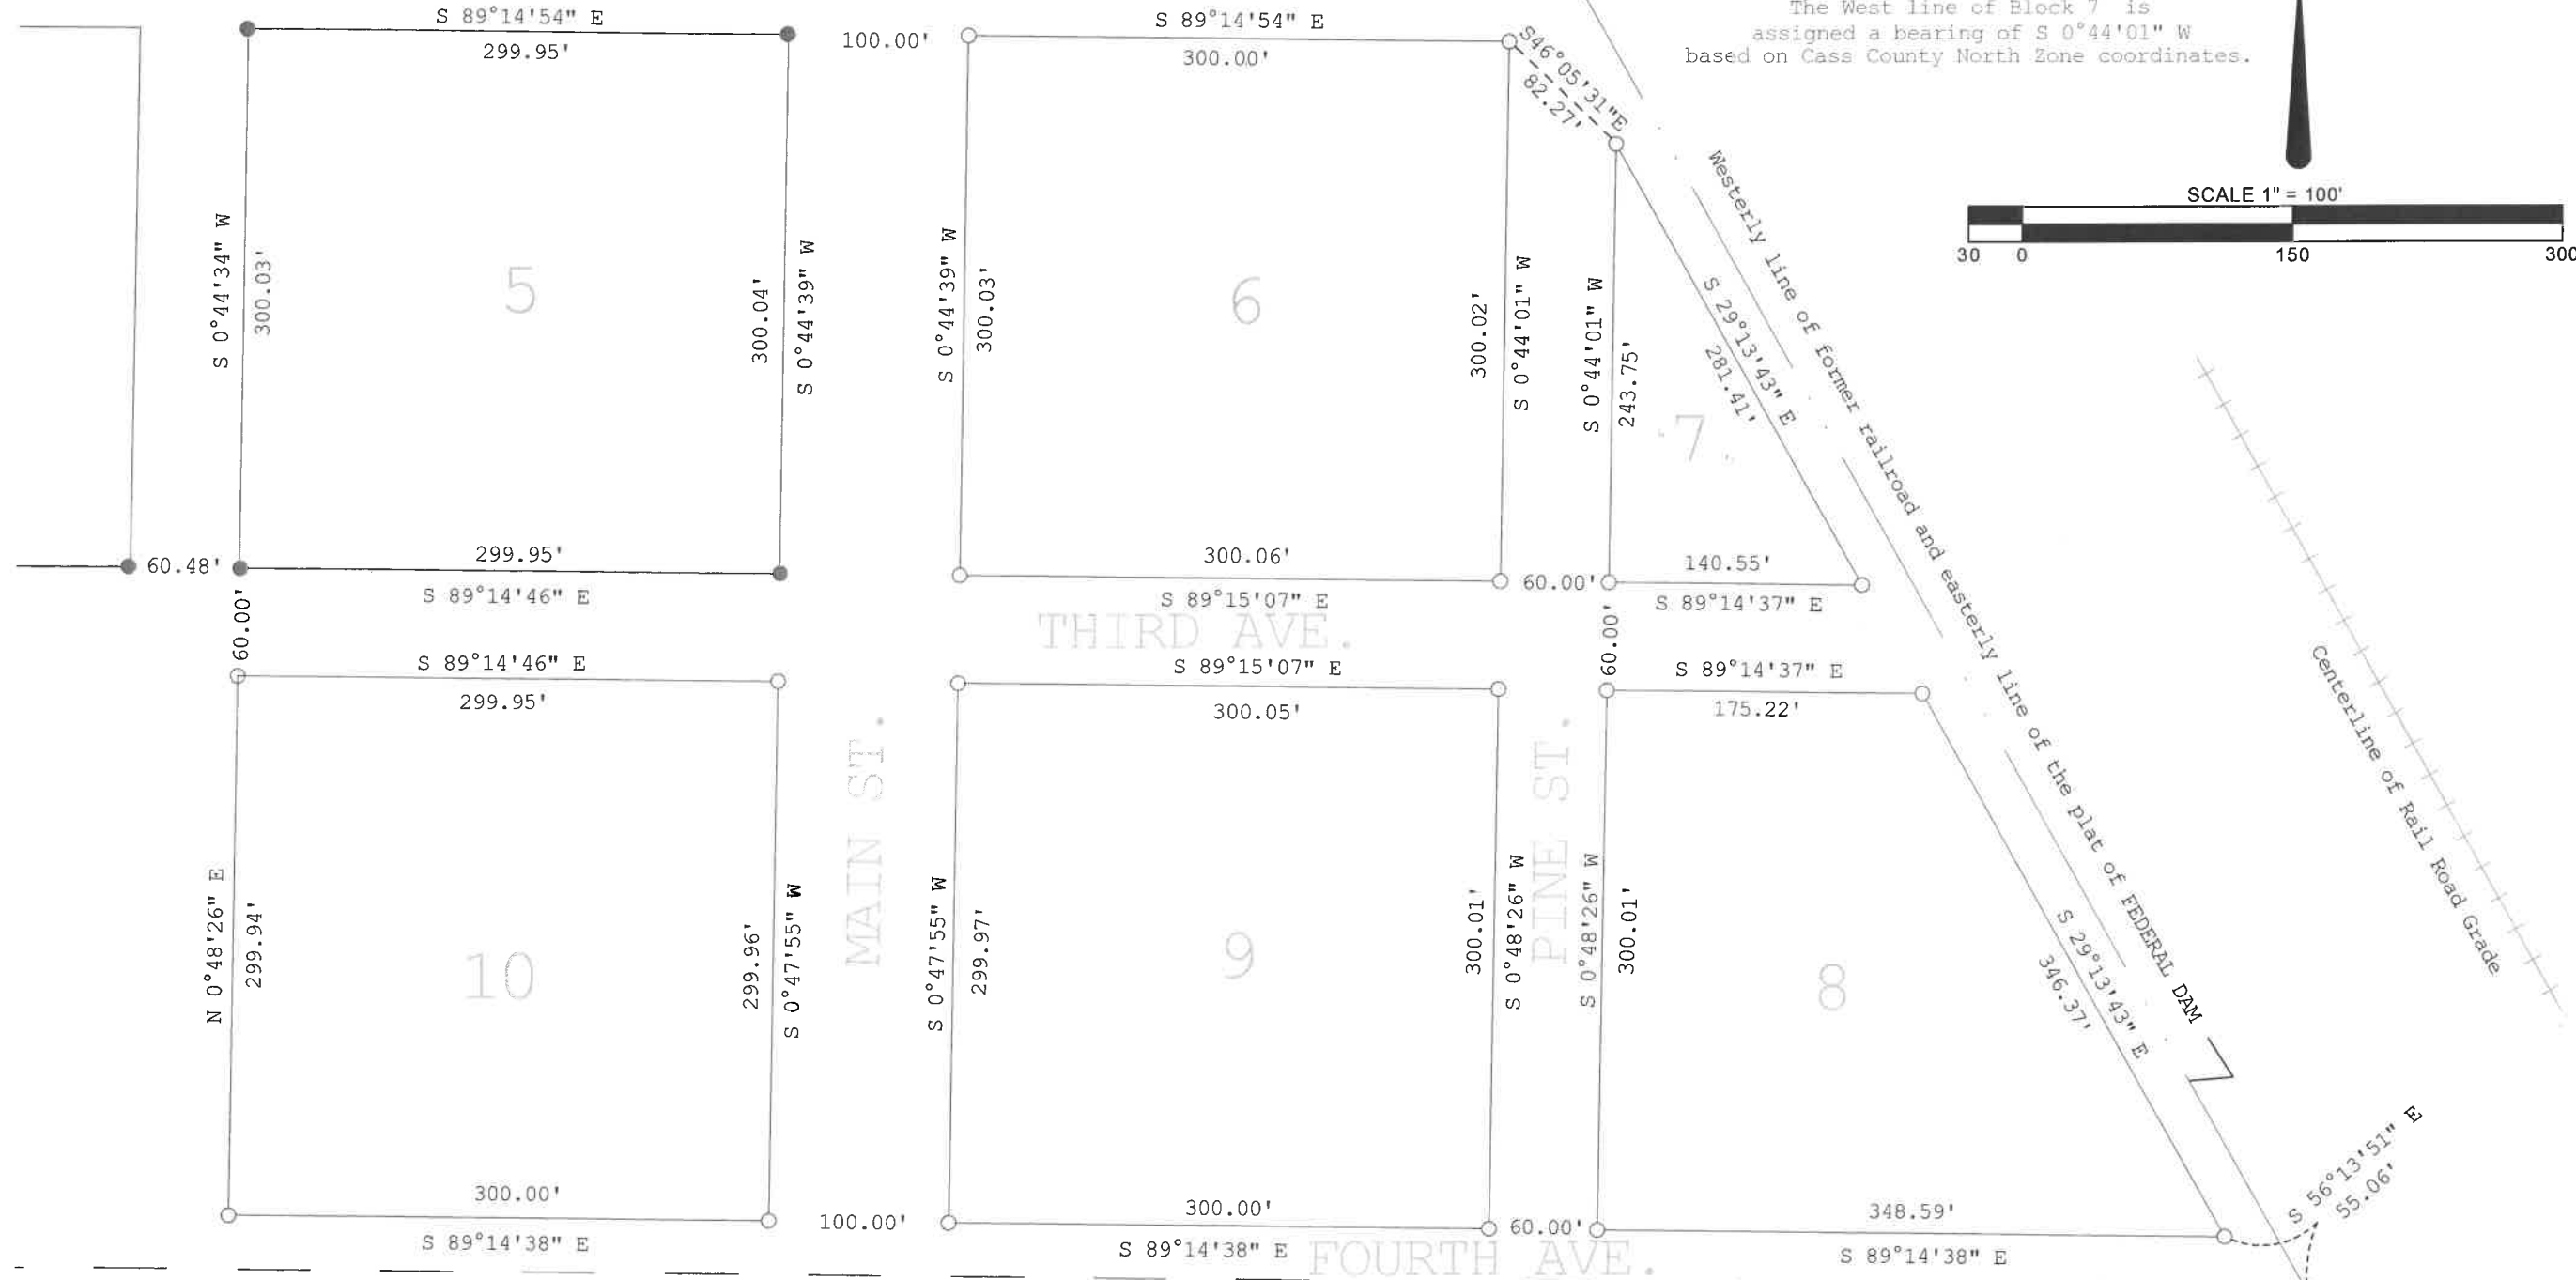 The West line of Block 7 is
assigned a bearing of S 0°44'01" W
based on Cass County North Zone coordinates.
SCALE 1" = 100'
30 0 150 300
S 89°14'54" E
299.95'
100.00'
S 89°14'54" E
300.00'
S46°05'31"E
82.27'
S 0°44'34" W
300.03'
5
300.04'
S 0°44'39" W
S 0°44'39" W
300.03'
6
300.02'
S 0°44'01" W
S 0°44'01" W
243.75'
7
S 29°13'43" E
281.41'
Westerly line of former railroad and easterly line of the plat of FEDERAL DAM
Centerline of Rail Road Grade
60.48'
299.95'
S 89°14'46" E
300.06'
S 89°15'07" E
60.00'
140.55'
S 89°14'37" E
60.00'
THIRD AVE.
60.00'
S 89°14'46" E
299.95'
S 89°15'07" E
300.05'
S 89°14'37" E
175.22'
N 0°48'26" E
299.94'
10
299.96'
S 0°47'55" W
MAIN ST.
S 0°47'55" W
299.97'
9
300.01'
S 0°48'26" W
PINE ST.
S 0°48'26" W
300.01'
8
S 29°13'43" E
346.37'
300.00'
S 89°14'38" E
100.00'
300.00'
S 89°14'38" E
60.00'
348.59'
S 89°14'38" E
FOURTH AVE.
S 56°13'51" E
55.06'